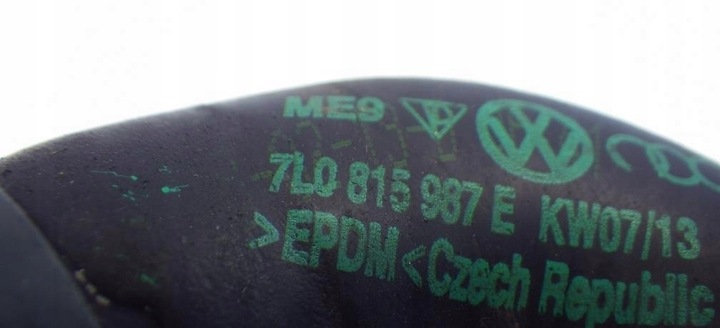 ME9
7L0 815 987 E KW07/13
>EPDM< Czech Republic